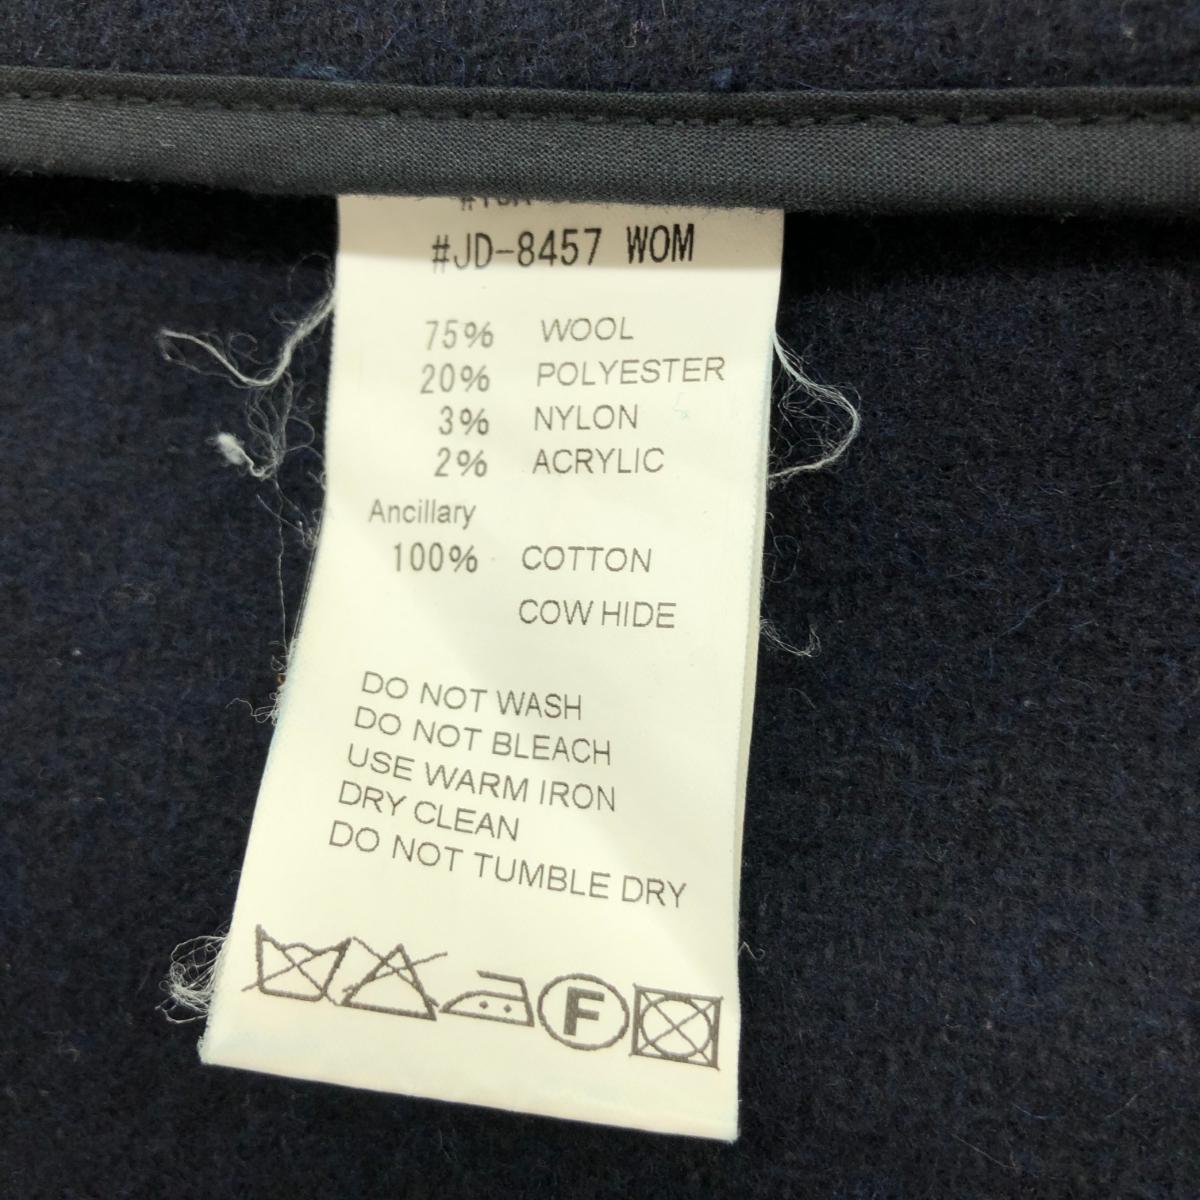 #JD-8457 WOM
75% WOOL
20% POLYESTER
3% NYLON
2% ACRYLIC
Ancillary
100% COTTON
COW HIDE
DO NOT WASH
DO NOT BLEACH
USE WARM IRON
DRY CLEAN
DO NOT TUMBLE DRY
F